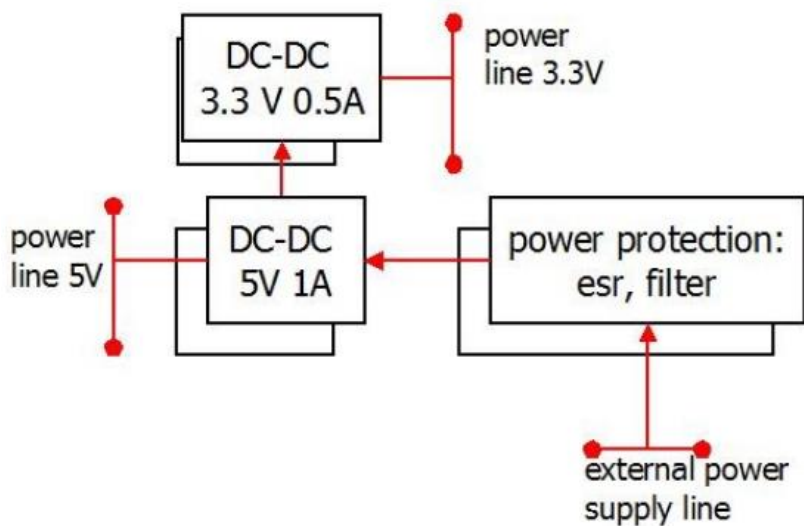 DC-DC
3.3 V 0.5A
power
line 3.3V
power
line 5V
DC-DC
5V 1A
power protection:
esr, filter
external power
supply line